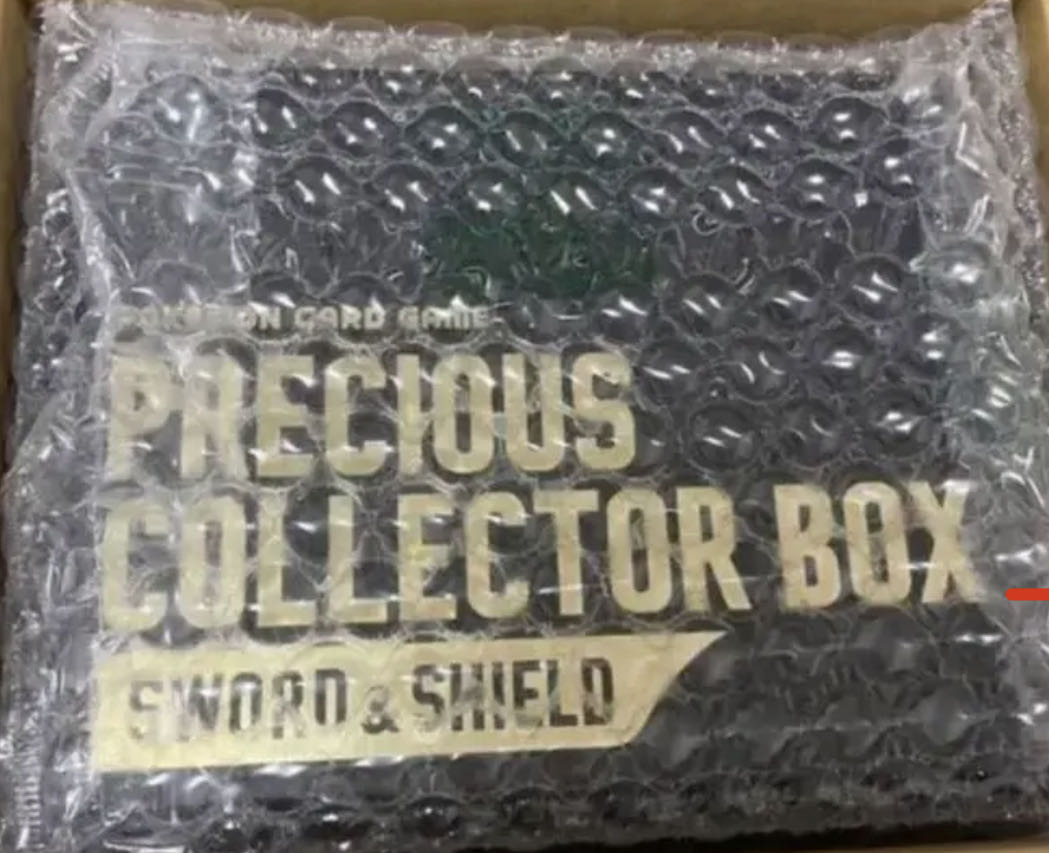 POKÉMON CARD GAME
PRECIOUS
COLLECTOR BOX
SWORD & SHIELD